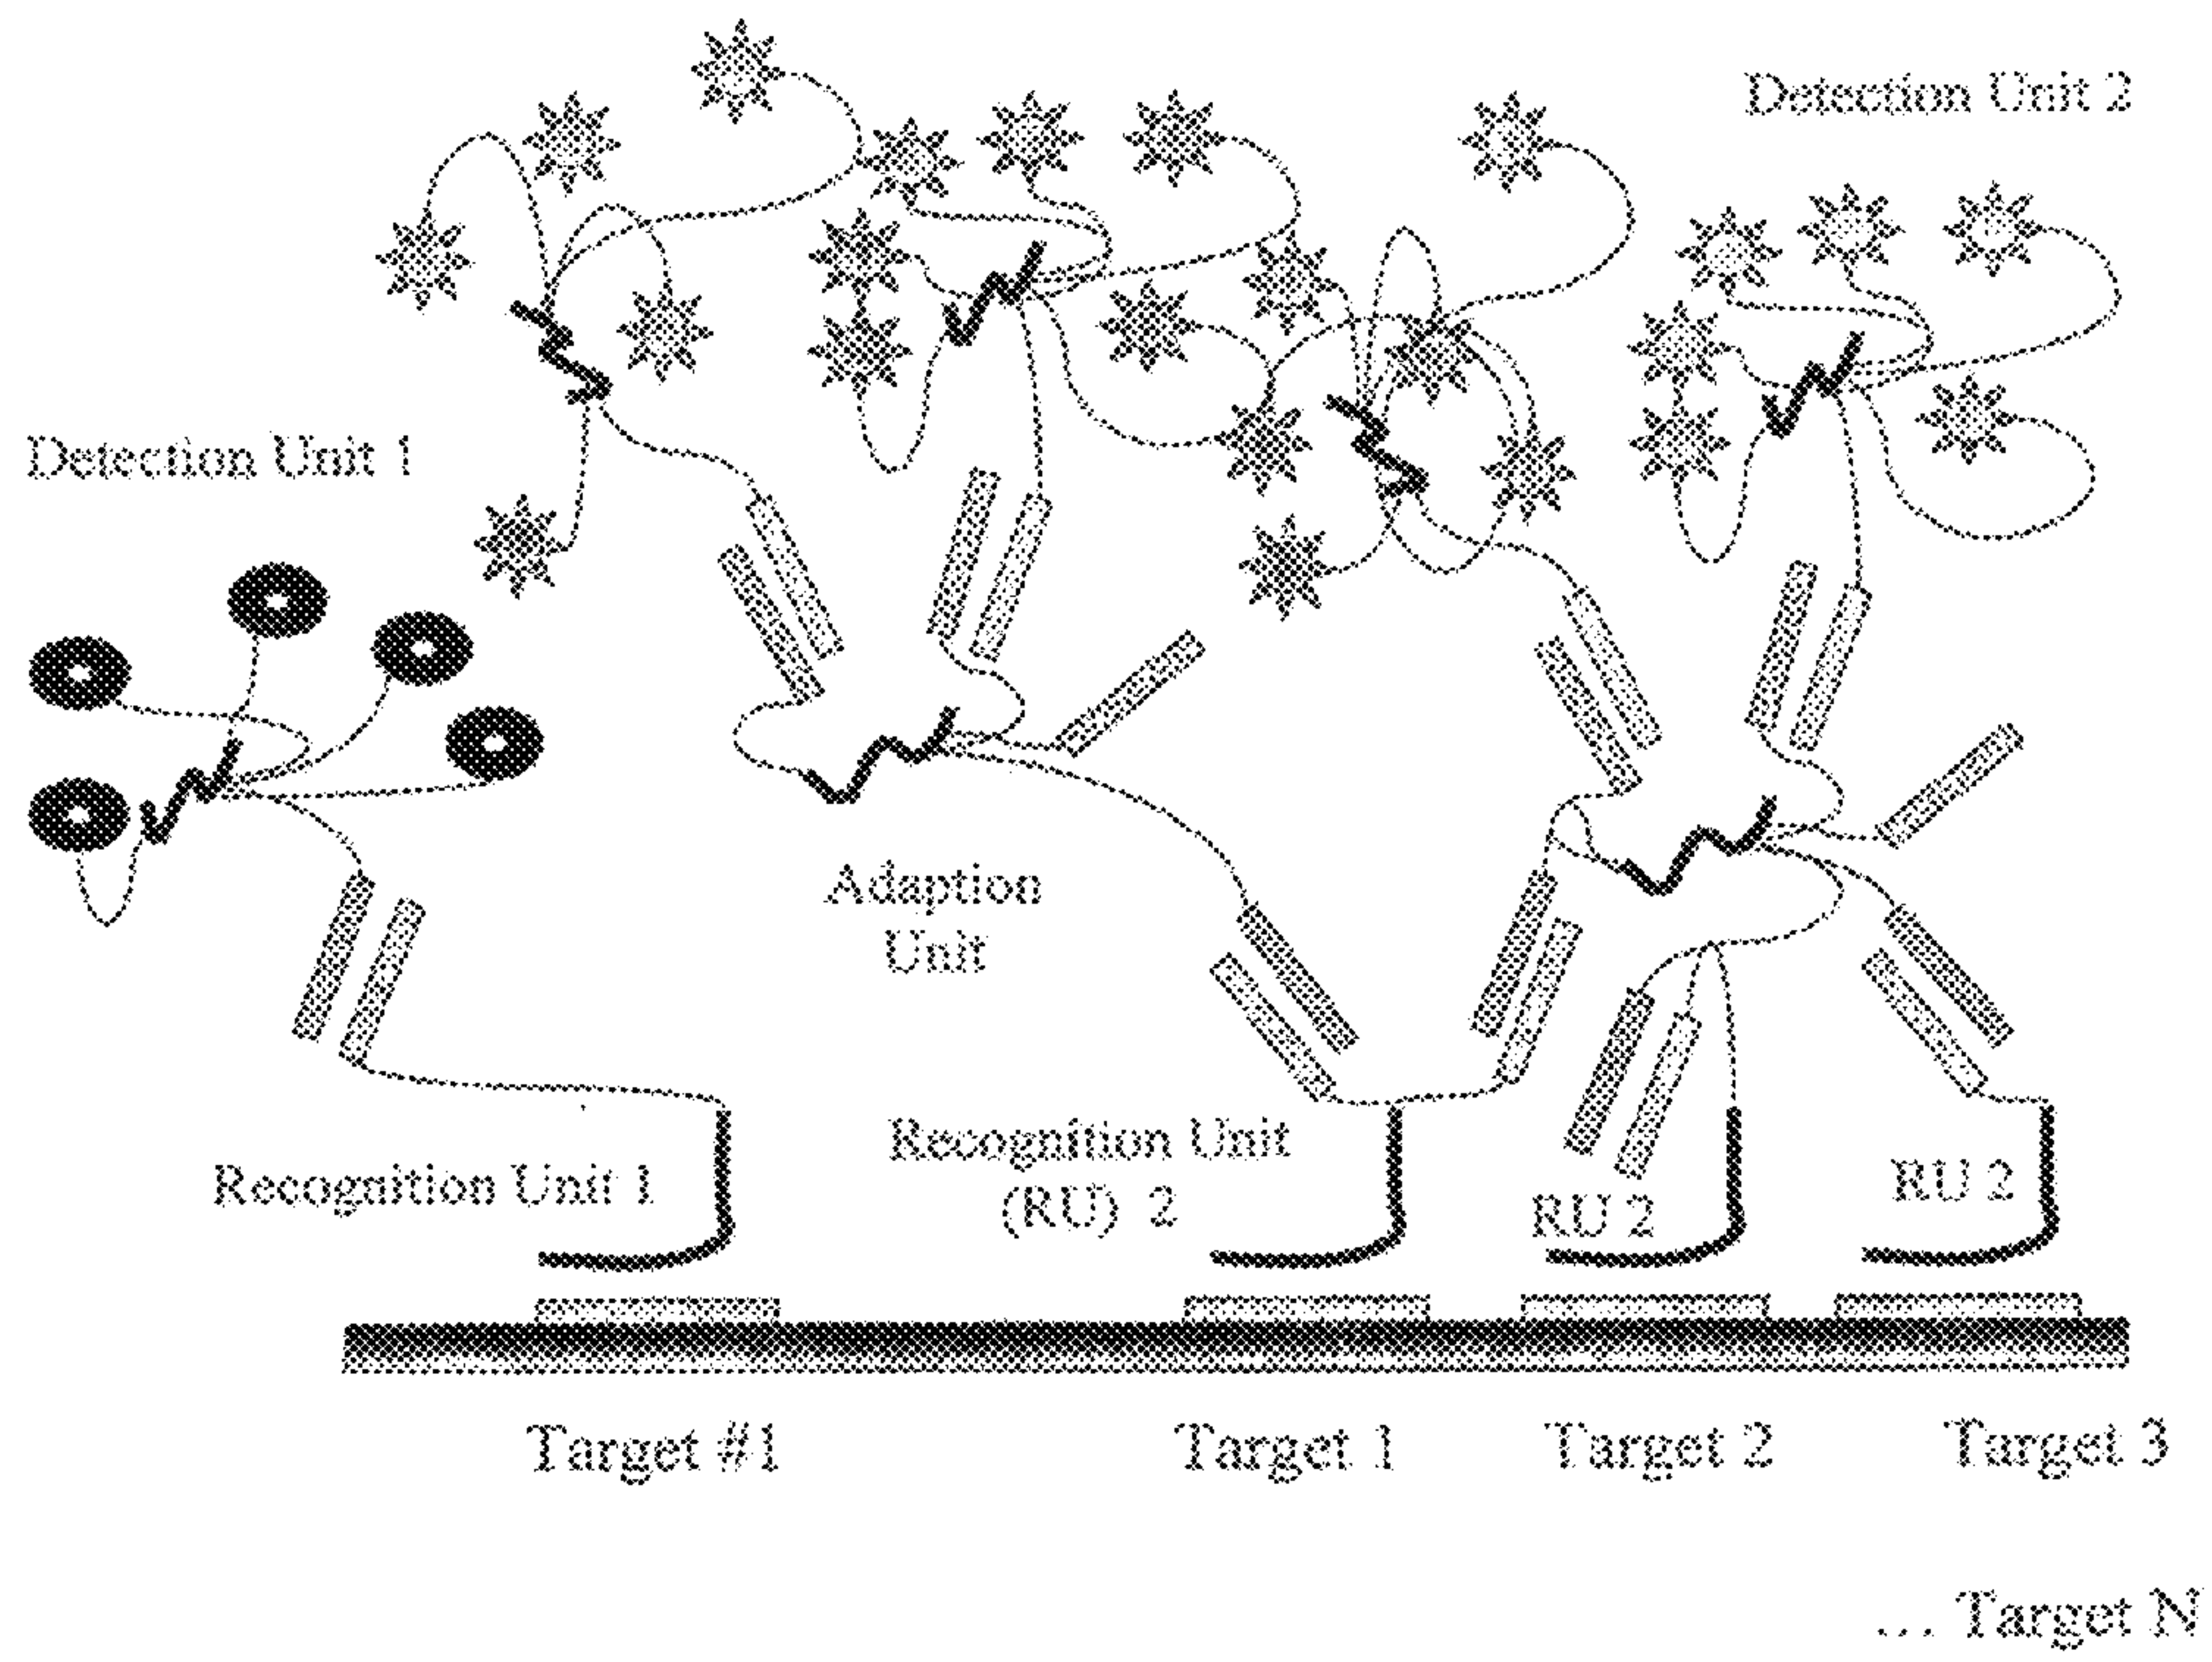 Detection Unit 2
Detection Unit 1
Adaption
Unit
Recognition Unit
(RU) 2
Recognition Unit 1
RU 2
RU 2
Target #1
Target 1
Target 2
Target 3
... Target N